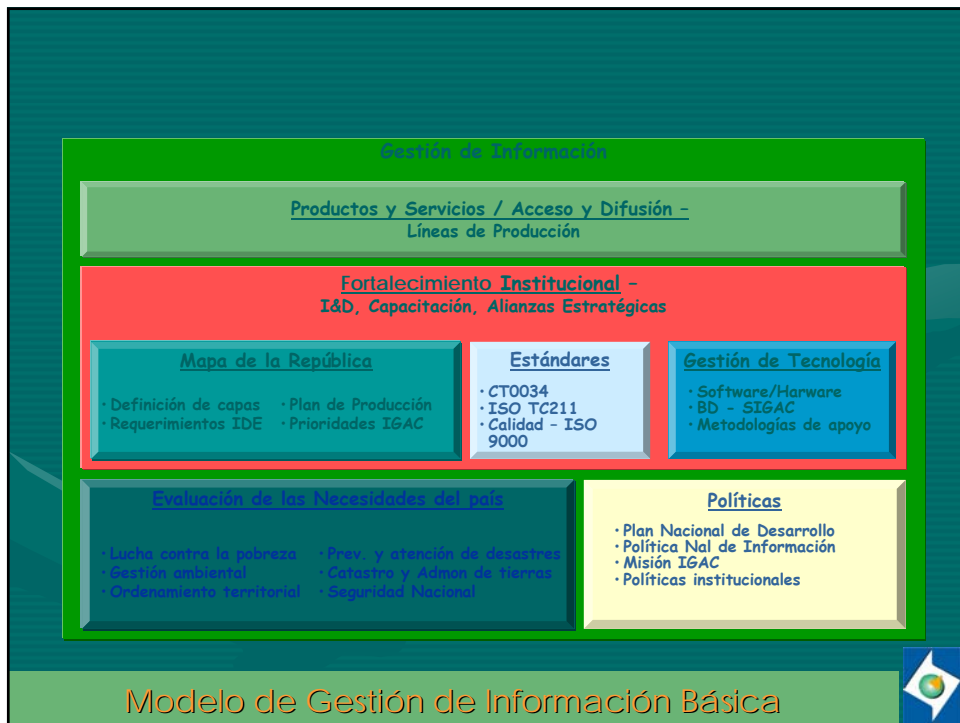 Gestión de Información
Productos y Servicios / Acceso y Difusión –
Líneas de Producción
Fortalecimiento Institucional –
I&D, Capacitación, Alianzas Estratégicas
Mapa de la República
• Definición de capas
• Requerimientos IDE
• Plan de Producción
• Prioridades IGAC
Estándares
• CT0034
• ISO TC211
• Calidad – ISO
9000
Gestión de Tecnología
• Software/Harware
• BD - SIGAC
• Metodologías de apoyo
Evaluación de las Necesidades del país
• Lucha contra la pobreza
• Gestión ambiental
• Ordenamiento territorial
• Prev. y atención de desastres
• Catastro y Admon de tierras
• Seguridad Nacional
Políticas
• Plan Nacional de Desarrollo
• Política Nal de Información
• Misión IGAC
• Políticas institucionales
Modelo de Gestión de Información Básica